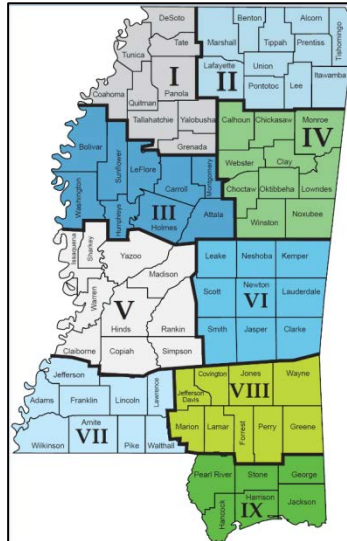 DeSoto
Tate
Tunica
I
Panola
Coahoma
Quitman
Tallahatchie
Yalobusha
Grenada
Benton
Alcorn
Tishomingo
Marshall
Tippah
Prentiss
Lafayette
II
Union
Itawamba
Pontotoc
Lee
Calhoun
Chickasaw
Monroe
IV
Webster
Clay
Choctaw
Oktibbeha
Lowndes
Winston
Noxubee
Bolivar
Sunflower
LeFlore
Washington
Carroll
Montgomery
Humphreys
III
Holmes
Attala
Issaquena
Sharkey
Yazoo
Madison
Warren
V
Hinds
Rankin
Claiborne
Copiah
Simpson
Leake
Neshoba
Kemper
Scott
Newton
Lauderdale
VI
Smith
Jasper
Clarke
Jefferson
Adams
Franklin
Lincoln
Lawrence
Amite
VII
Wilkinson
Pike
Walthall
Covington
Jones
Wayne
VIII
Jefferson
Davis
Marion
Lamar
Forrest
Perry
Greene
Pearl River
Stone
George
Hancock
Harrison
IX
Jackson